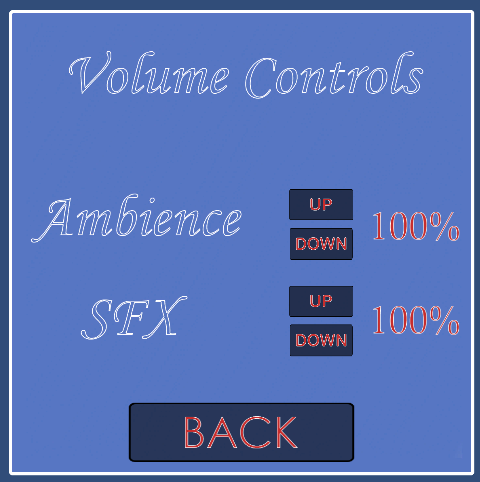 Volume Controls
Ambience
UP
DOWN
100%
SFX
UP
DOWN
100%
BACK